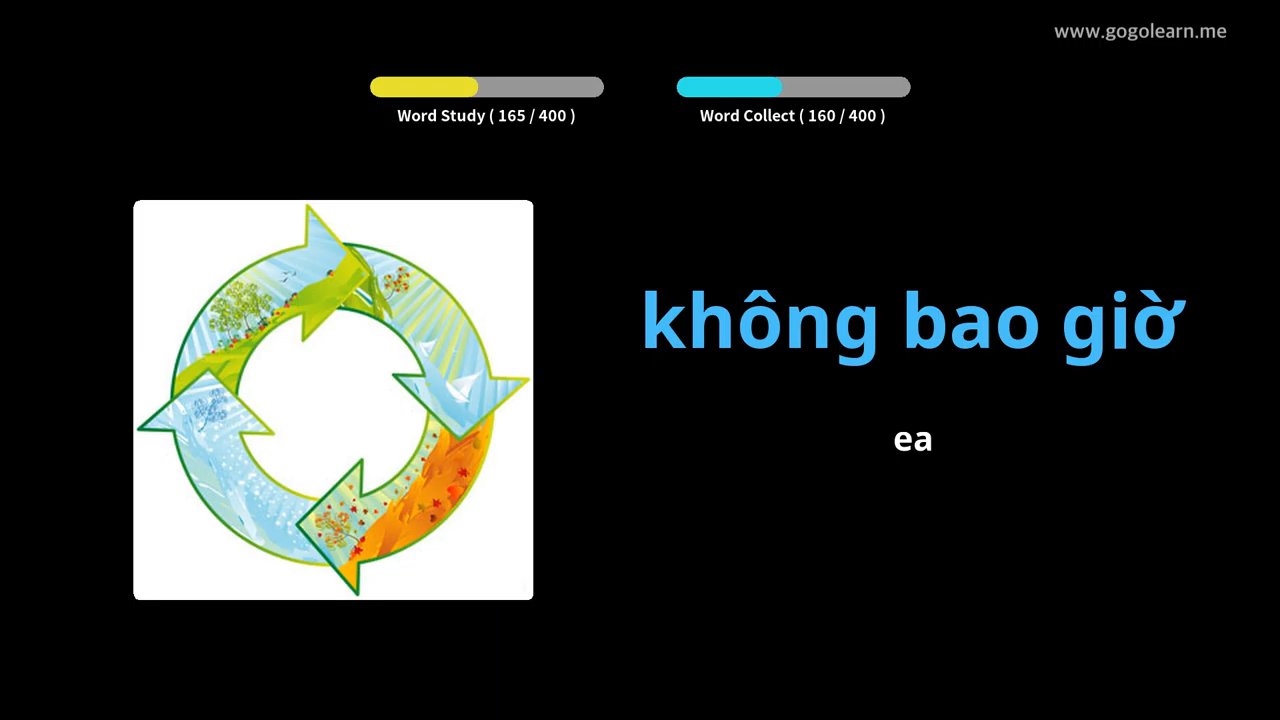 www.gogolearn.me
Word Study ( 165 / 400 )
Word Collect ( 160 / 400 )
không bao giờ
ea